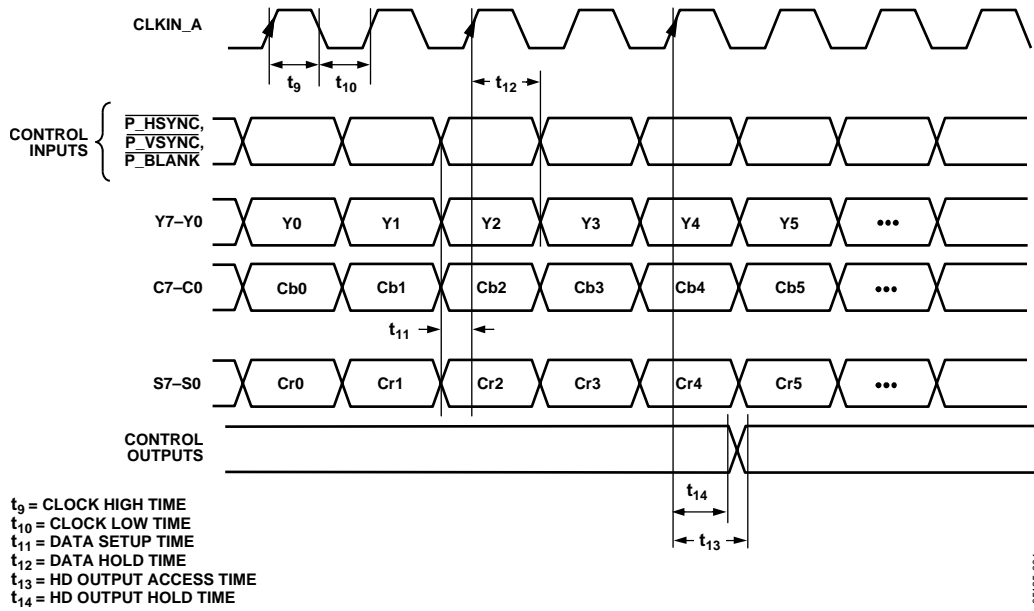 CLKIN_A
t9
t10
t12
CONTROL
INPUTS
P_HSYNC,
P_VSYNC,
P_BLANK
Y7–Y0
Y0
Y1
Y2
Y3
Y4
Y5
•••
C7–C0
Cb0
Cb1
Cb2
Cb3
Cb4
Cb5
•••
t11
S7–S0
Cr0
Cr1
Cr2
Cr3
Cr4
Cr5
•••
CONTROL
OUTPUTS
t14
t13
t9 = CLOCK HIGH TIME
t10 = CLOCK LOW TIME
t11 = DATA SETUP TIME
t12 = DATA HOLD TIME
t13 = HD OUTPUT ACCESS TIME
t14 = HD OUTPUT HOLD TIME